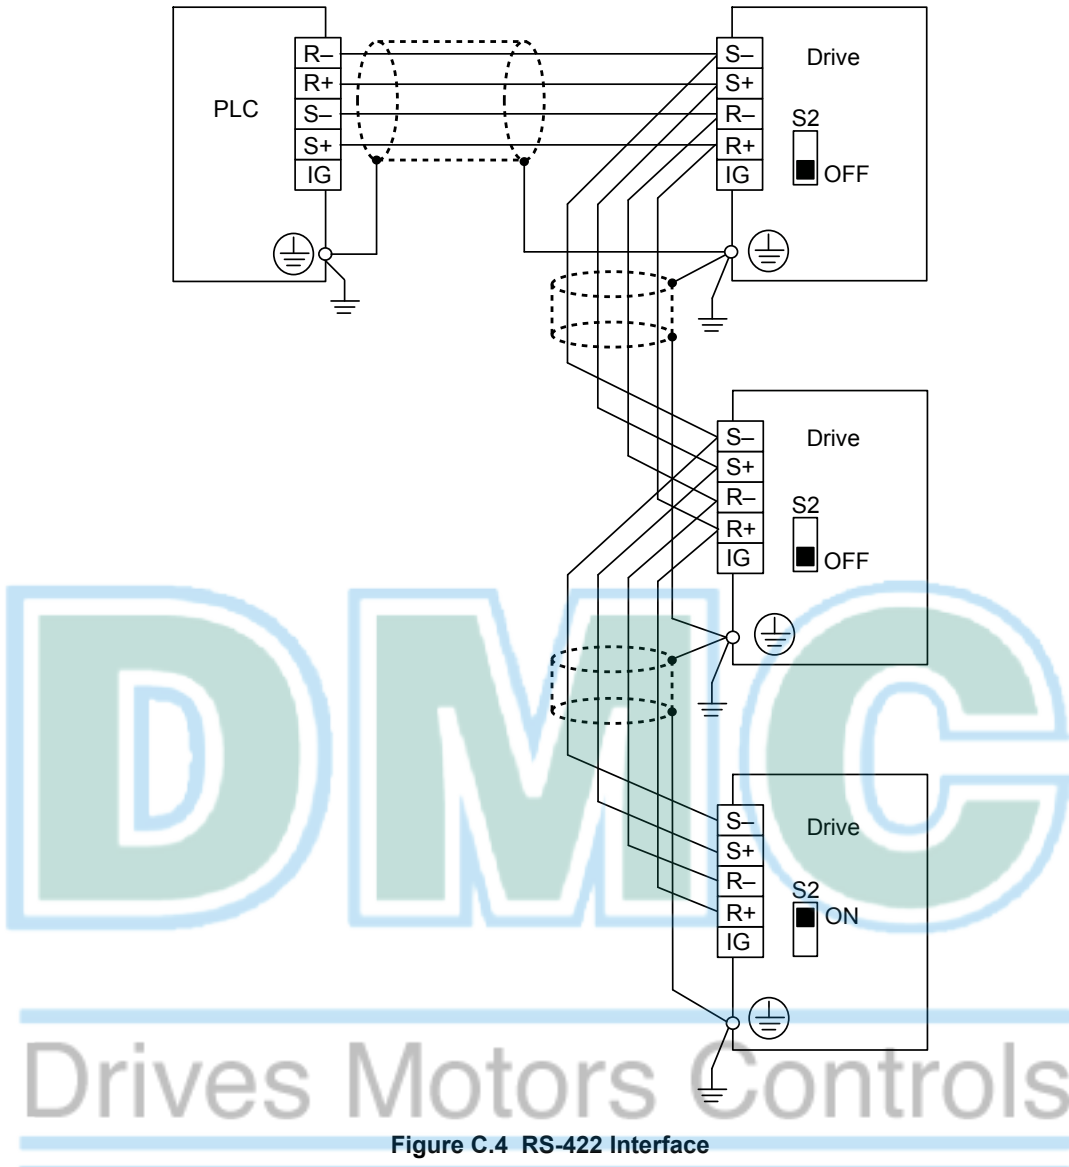 PLC
R–
R+
S–
S+
IG
S–
S+
R–
R+
IG
Drive
S2
OFF
S–
S+
R–
R+
IG
Drive
S2
OFF
S–
S+
R–
R+
IG
Drive
S2
ON
DMC
Drives Motors Controls
Figure C.4 RS-422 Interface